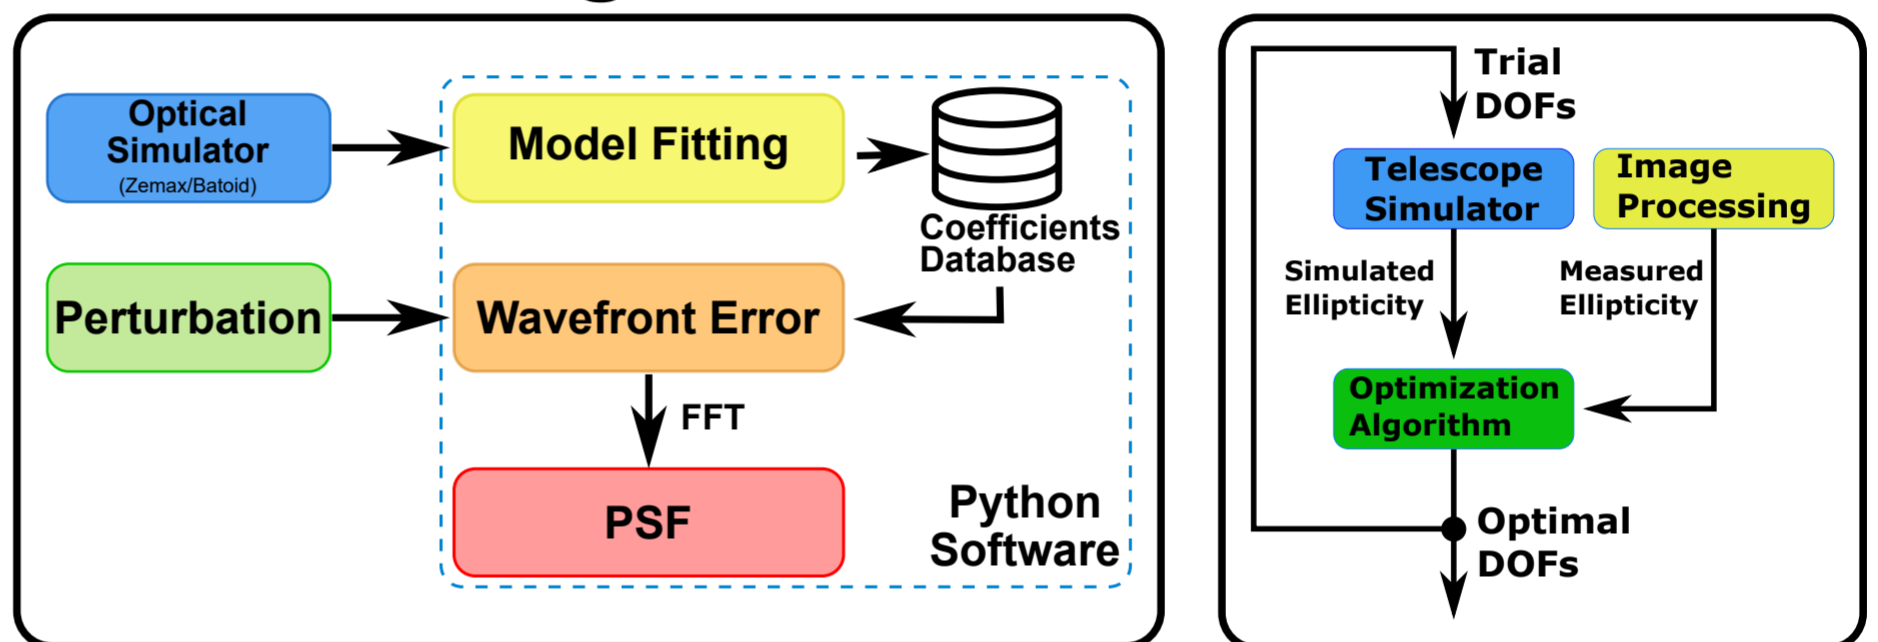 Optical
Simulator
(Zemax/Batoid)
Model Fitting
Coefficients
Database
Perturbation
Wavefront Error
FFT
PSF
Python
Software
Trial
DOFs
Telescope
Simulator
Image
Processing
Simulated
Ellipticity
Measured
Ellipticity
Optimization
Algorithm
Optimal
DOFs